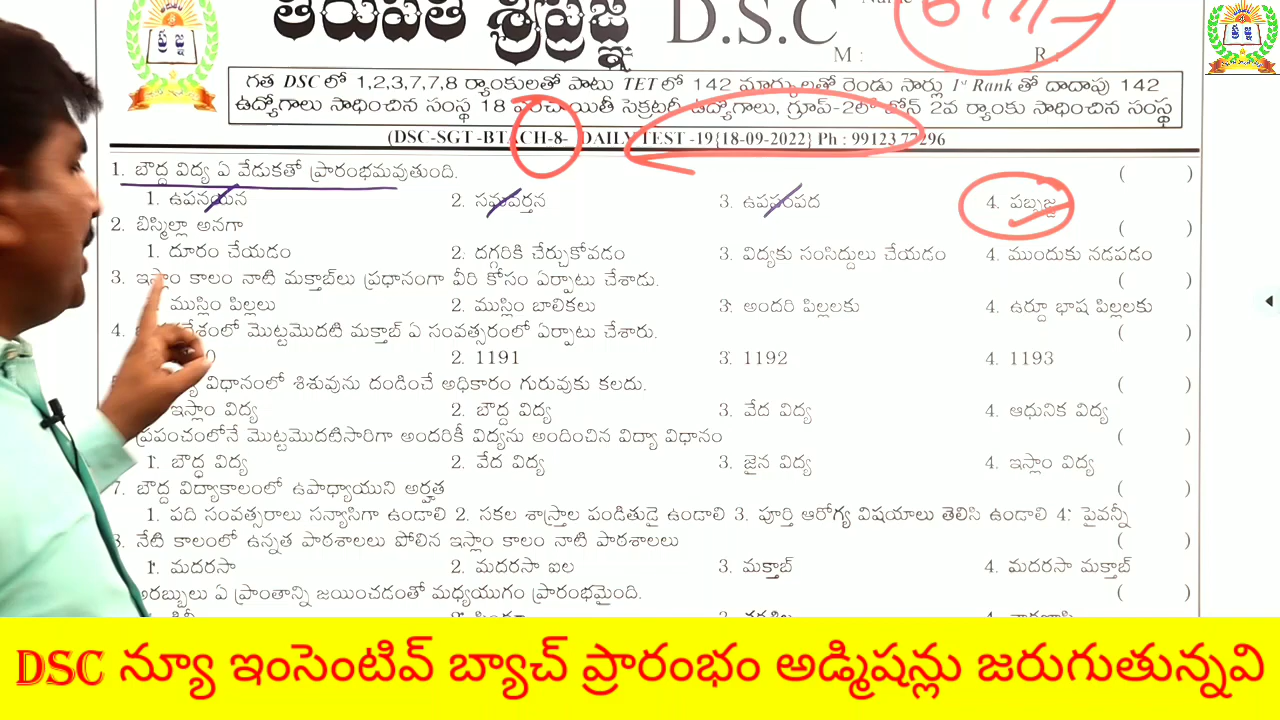 తిరుపతి శ్రీప్రజ్ఞ D.S.C
M : R :
గత DSC లో 1,2,3,7,7,8 ర్యాంకులతో పాటు TET లో 142 మార్కులతో రెండు సార్లు 1st Rank తో దాదాపు 142
ఉద్యోగాలు సాధించిన సంస్థ 18 పంచాయితీ సెక్రటరీ ఉద్యోగాలు, గ్రూప్-2లో జోన్ 2వ ర్యాంకు సాధించిన సంస్థ
(DSC-SGT-BTACH-8- DAILY TEST -19{18-09-2022} Ph : 99123 77296
1. బౌద్ద విద్య ఏ వేడుకతో ప్రారంభమవుతుంది. ( )
1. ఉపనయన 2. సమవర్తన 3. ఉపసంపద 4. పబ్బజ్జ
2. బిస్మిల్లా అనగా ( )
1. దూరం చేయడం 2. దగ్గరికి చేర్చుకోవడం 3. విద్యకు సంసిద్దులు చేయడం 4. ముందుకు నడపడం
3. ఇస్లాం కాలం నాటి మక్తాబ్‌లు ప్రధానంగా వీరి కోసం ఏర్పాటు చేశాడు. ( )
ముస్లిం పిల్లలు 2. ముస్లిం బాలికలు 3. అందరి పిల్లలకు 4. ఉర్దూ భాష పిల్లలకు
4. దేశంలో మొట్టమొదటి మక్తాబ్ ఏ సంవత్సరంలో ఏర్పాటు చేశారు. ( )
0 2. 1191 3. 1192 4. 1193
విధానంలో శిశువును దండించే అధికారం గురువుకు కలదు. ( )
ఇస్లాం విద్య 2. బౌద్ద విద్య 3. వేద విద్య 4. ఆధునిక విద్య
ప్రపంచంలోనే మొట్టమొదటిసారిగా అందరికీ విద్యను అందించిన విద్యా విధానం ( )
1. బౌద్ధ విద్య 2. వేద విద్య 3. జైన విద్య 4. ఇస్లాం విద్య
7. బౌద్ద విద్యాకాలంలో ఉపాధ్యాయుని అర్హత ( )
1. పది సంవత్సరాలు సన్యాసిగా ఉండాలి 2. సకల శాస్త్రాల పండితుడై ఉండాలి 3. పూర్తి ఆరోగ్య విషయాలు తెలిసి ఉండాలి 4. పైవన్నీ
8. నేటి కాలంలో ఉన్నత పాఠశాలలు పోలిన ఇస్లాం కాలం నాటి పాఠశాలలు ( )
1. మదరసా 2. మదరసా ఐల 3. మక్తాబ్ 4. మదరసా మక్తాబ్
అరబ్బులు ఏ ప్రాంతాన్ని జయించడంతో మధ్యయుగం ప్రారంభమైంది. ( )
DSC న్యూ ఇంసెంటివ్ బ్యాచ్ ప్రారంభం అడ్మిషన్లు జరుగుతున్నవి